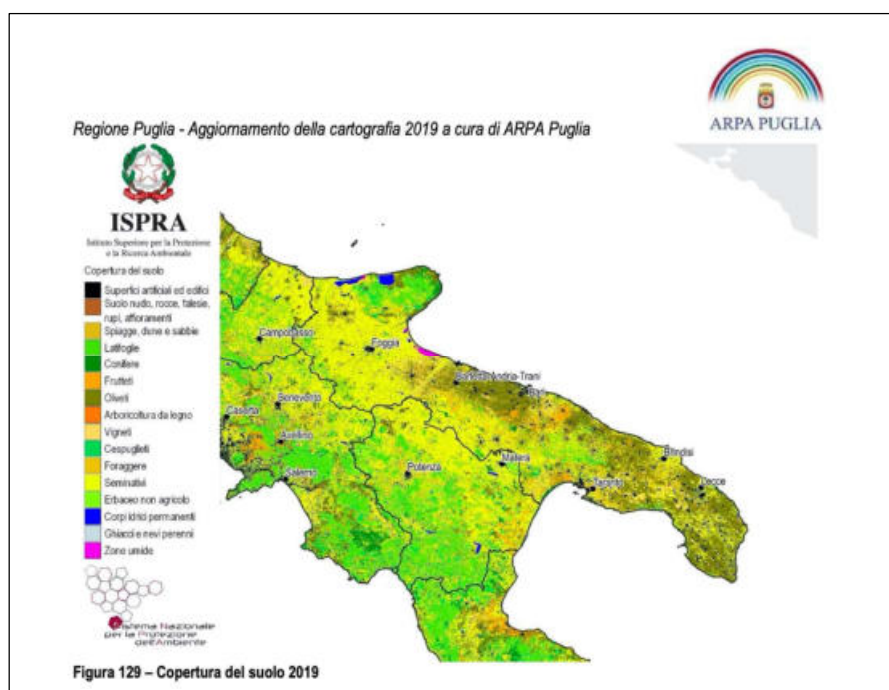 ARPA PUGLIA
Regione Puglia - Aggiornamento della cartografia 2019 a cura di ARPA Puglia
ISPRA
Istituto Superiore per la Protezione
e la Ricerca Ambientale
Copertura del suolo
Superfici artificiali ed edifici
Suolo nudo, rocce, falesie,
rupi, affioramenti
Spiagge, dune e sabbie
Latifoglie
Conifere
Frutteti
Oliveti
Arboricoltura da legno
Vigneti
Cespuglieti
Foraggere
Seminativi
Erbaceo non agricolo
Corpi idrici permanenti
Ghiacci e nevi perenni
Zone umide
Campobasso
Foggia
Barletta-Andria-Trani
Bari
Benevento
Caserta
Avellino
Salerno
Potenza
Matera
Taranto
Brindisi
Lecce
Sistema Nazionale
per la Protezione
dell'Ambiente
Figura 129 – Copertura del suolo 2019